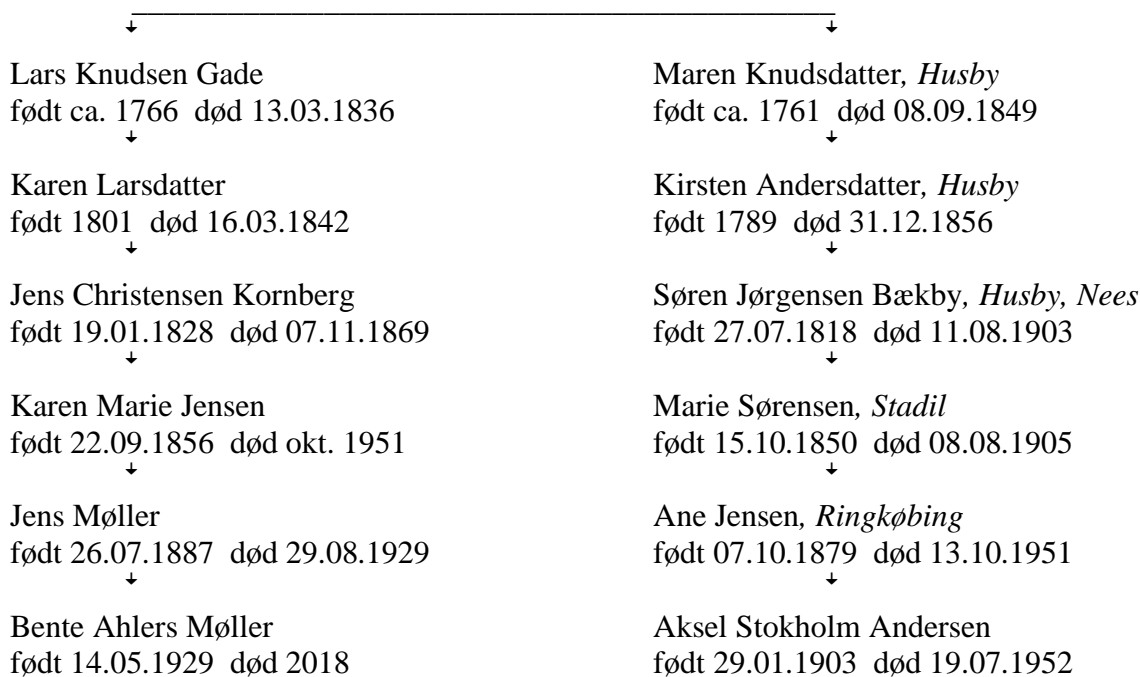 Lars Knudsen Gade
født ca. 1766 død 13.03.1836
Karen Larsdatter
født 1801 død 16.03.1842
Jens Christensen Kornberg
født 19.01.1828 død 07.11.1869
Karen Marie Jensen
født 22.09.1856 død okt. 1951
Jens Møller
født 26.07.1887 død 29.08.1929
Bente Ahlers Møller
født 14.05.1929 død 2018
Maren Knudsdatter, Husby
født ca. 1761 død 08.09.1849
Kirsten Andersdatter, Husby
født 1789 død 31.12.1856
Søren Jørgensen Bækby, Husby, Nees
født 27.07.1818 død 11.08.1903
Marie Sørensen, Stadil
født 15.10.1850 død 08.08.1905
Ane Jensen, Ringkøbing
født 07.10.1879 død 13.10.1951
Aksel Stokholm Andersen
født 29.01.1903 død 19.07.1952